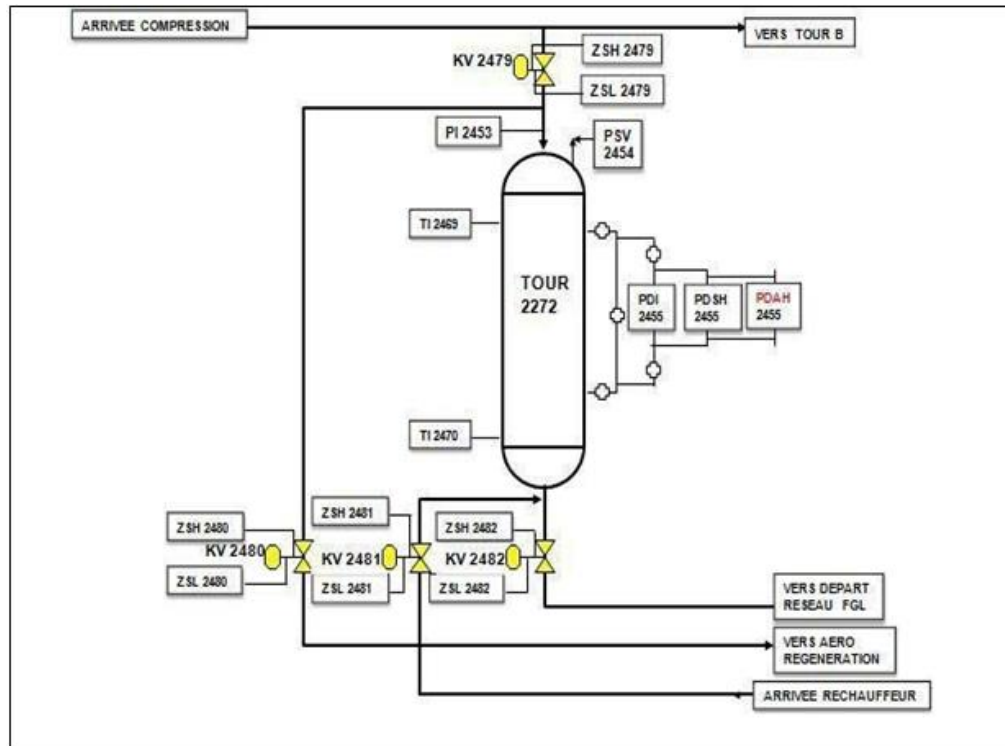 ARRIVEE COMPRESSION
VERS TOUR B
ZSH 2479
KV 2479
ZSL 2479
PI 2453
PSV
2454
TI 2469
TOUR
2272
PDI
2455
PDSH
2455
PDAH
2455
TI 2470
ZSH 2480
ZSH 2481
ZSH 2482
KV 2480
KV 2481
KV 2482
ZSL 2480
ZSL 2481
ZSL 2482
VERS DEPART
RESEAU FGL
VERS AERO
REGENERATION
ARRIVEE RECHAUFFEUR